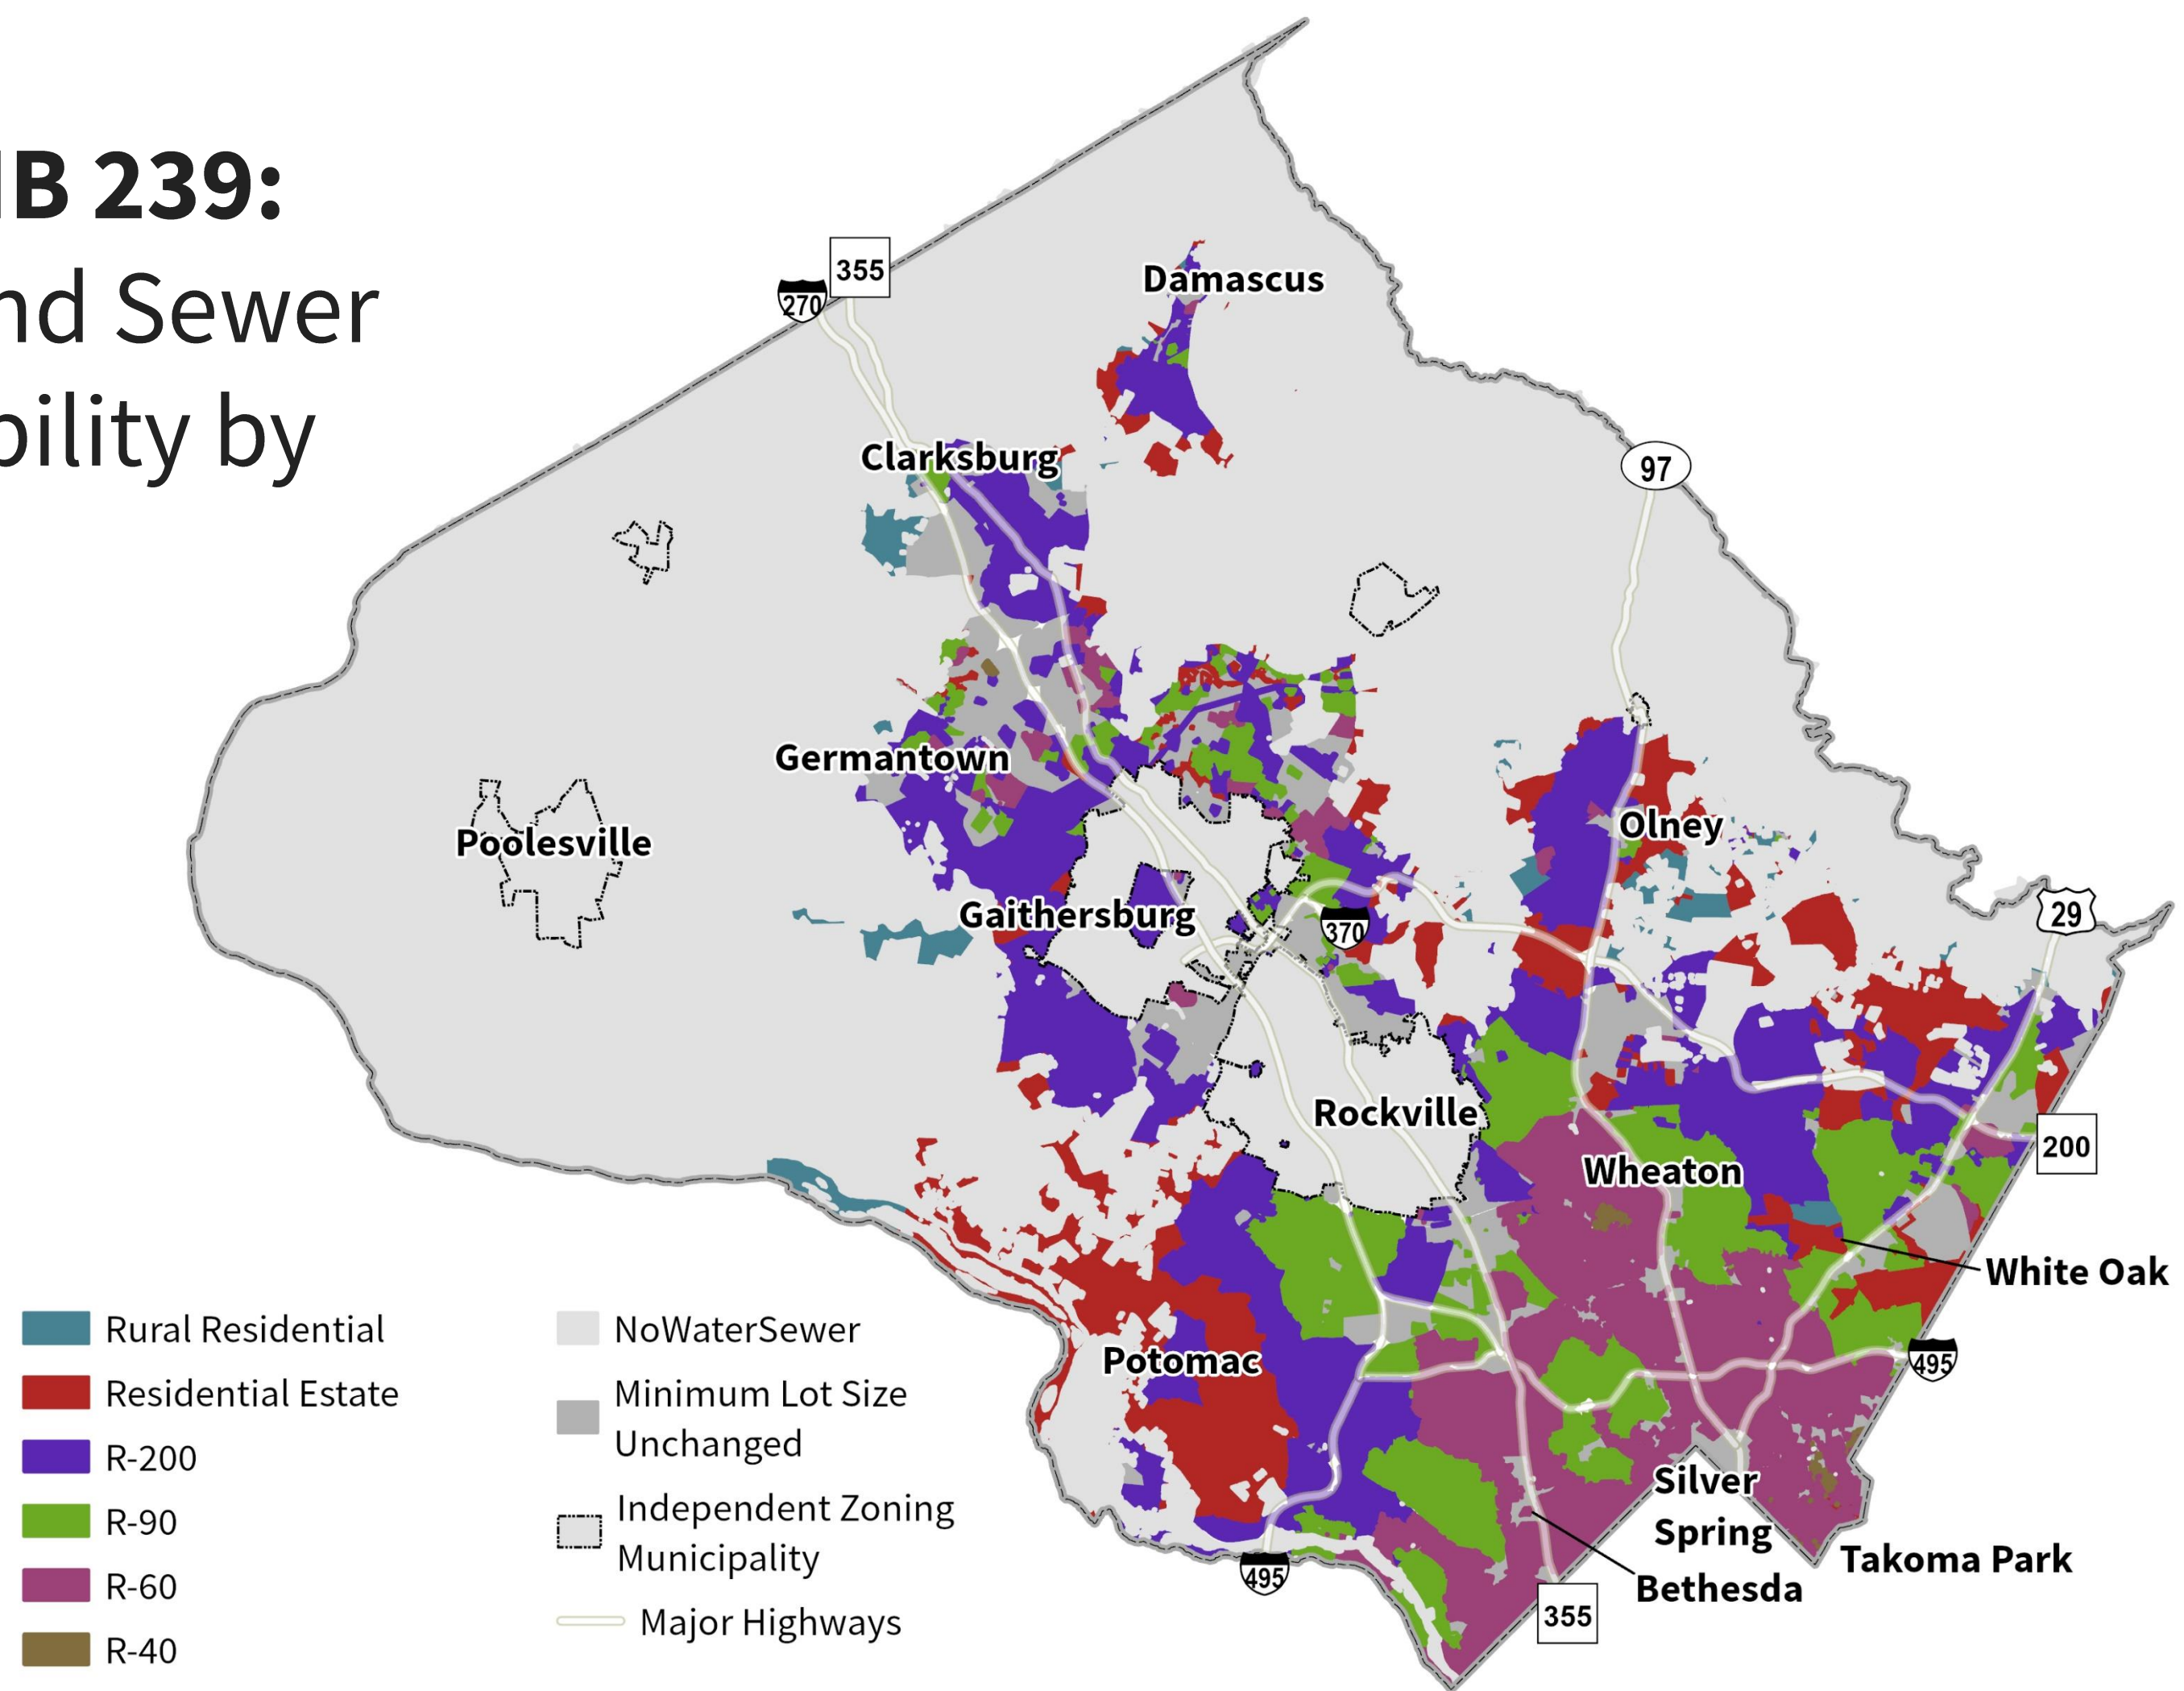 B 239:
nd Sewer
bility by
355
270
Damascus
Clarksburg
97
Germantown
Olney
Poolesville
Gaithersburg
370
29
Rockville
200
Wheaton
White Oak
Potomac
495
Silver
Spring
Takoma Park
Bethesda
495
355
Rural Residential
Residential Estate
R-200
R-90
R-60
R-40
NoWaterSewer
Minimum Lot Size
Unchanged
Independent Zoning
Municipality
Major Highways